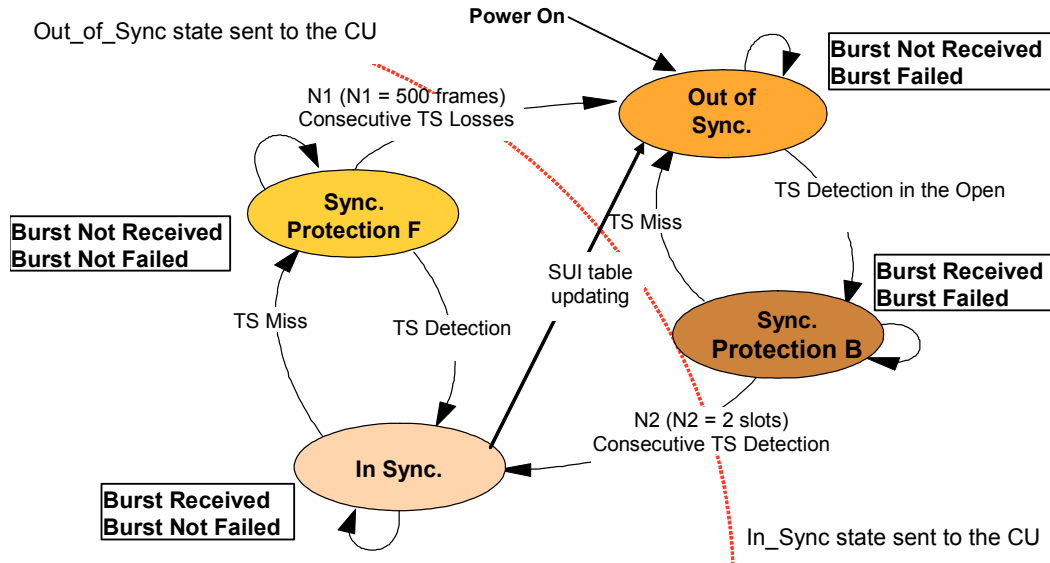 Power On
Out_of_Sync state sent to the CU
Burst Not Received
Burst Failed
Out of
Sync.
N1 (N1 = 500 frames)
Consecutive TS Losses
TS Detection in the Open
Sync.
Protection F
TS Miss
Burst Not Received
Burst Not Failed
SUI table
updating
Burst Received
Burst Failed
TS Miss
TS Detection
Sync.
Protection B
N2 (N2 = 2 slots)
Consecutive TS Detection
In Sync.
Burst Received
Burst Not Failed
In_Sync state sent to the CU